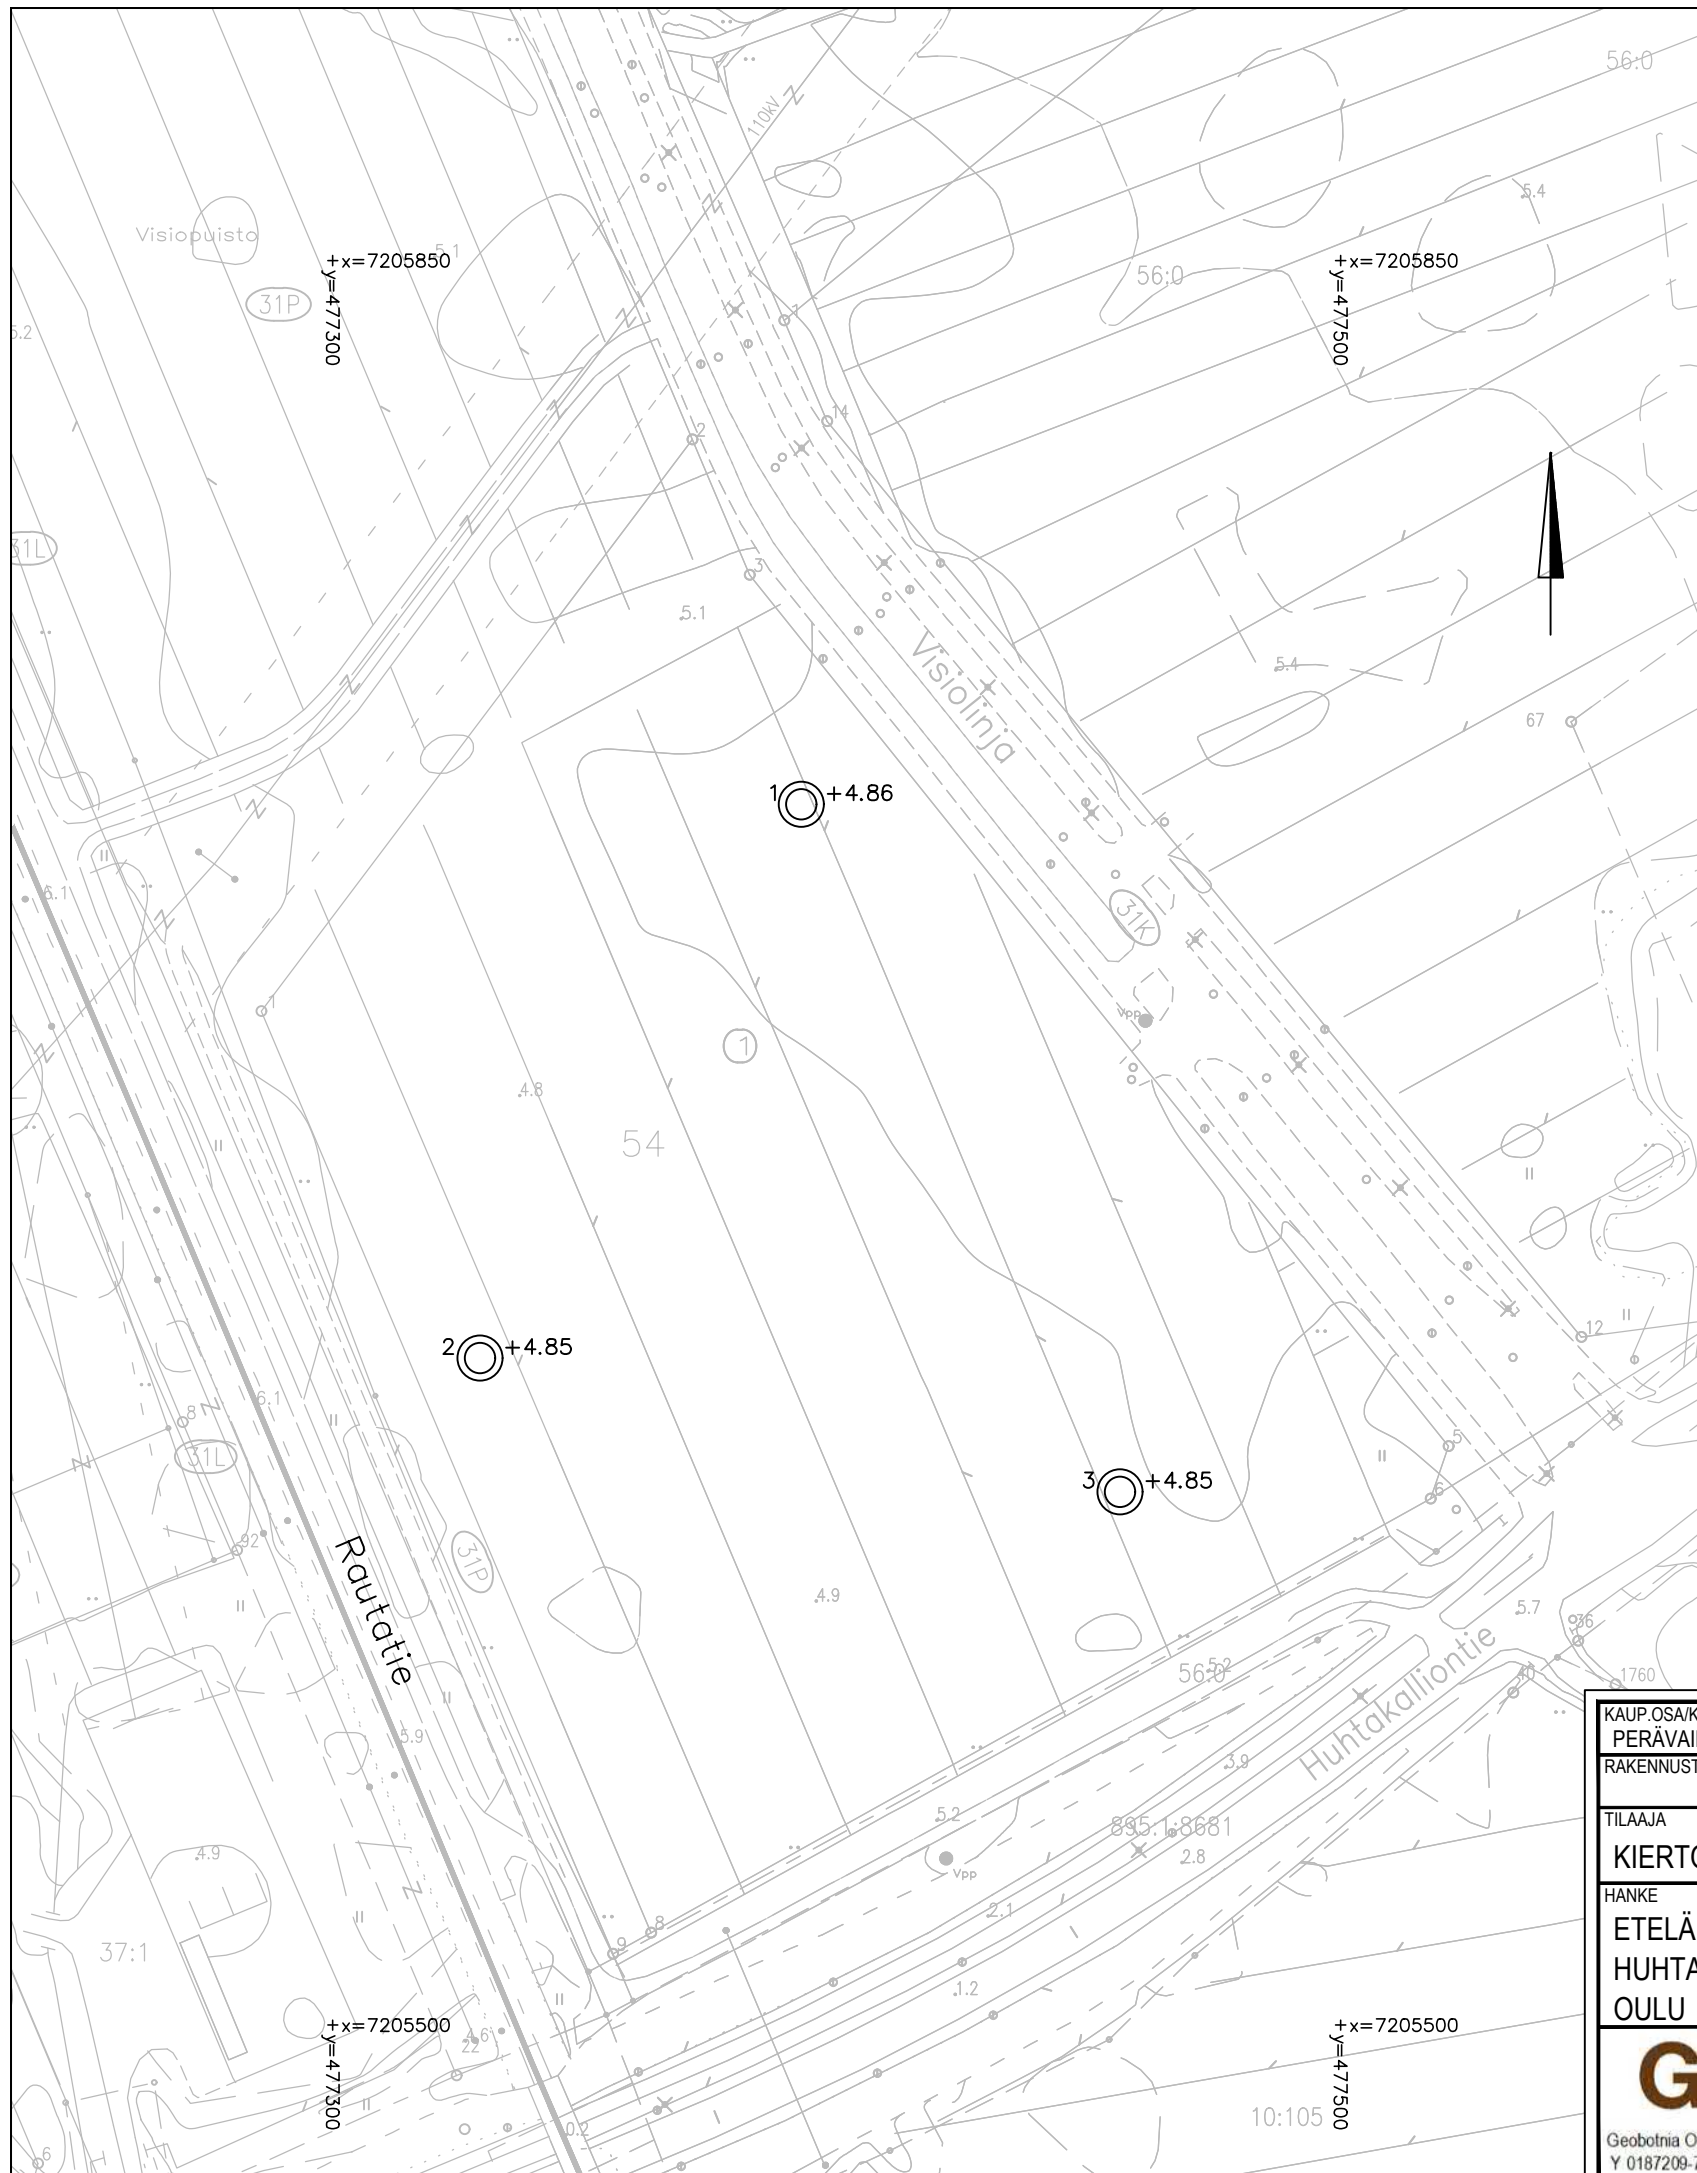 56:0
110kV
5.4
Visiopuisto
5.1
+x=7205850
y=477300
+x=7205850
y=477500
56:0
31P
5.2
1
14
2
31L
3
5.1
Visiolinja
5.4
67
1 +4.86
6.1
31K
1
Vpp
1
4.8
54
12
2 +4.85
6.1
8
31L
5
3 +4.85
6
92
Rautatie
31P
4.9
5.7
36
56:0
5.2
Huhtakalliontie
40
1760
5.9
3.9
KAUP.OSA/K
PERÄVAI
RAKENNUST
5.2
895:1:8681
TILAAJA
2.8
KIERTO
4.9
Vpp
HANKE
2.1
8
ETELÄ
37:1
9
HUHTA
1.2
OULU
+x=7205500
y=477300
+x=7205500
y=477500
4.6
22
G
10:105
0.2
Geobotnia O
6
Y 0187209-7